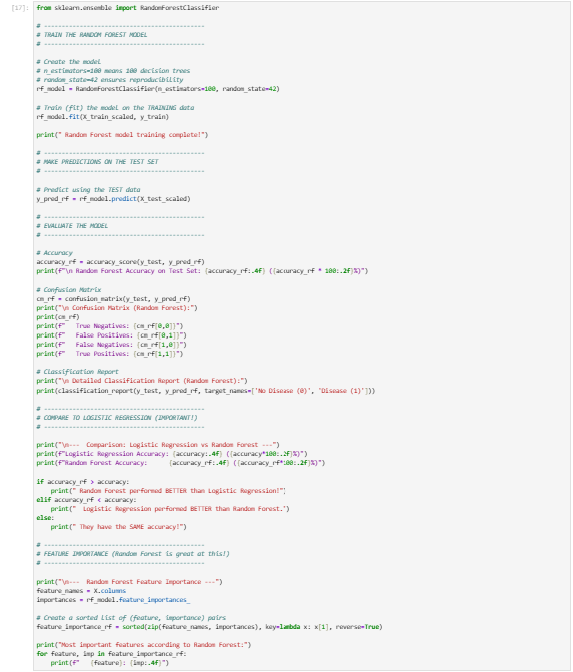 [17]: from sklearn.ensemble import RandomForestClassifier
# ---------------------------------------------
# TRAIN THE RANDOM FOREST MODEL
# ---------------------------------------------
# Create the model
# n_estimators=100 means 100 decision trees
# random_state=42 ensures reproducibility
rf_model = RandomForestClassifier(n_estimators=100, random_state=42)
# Train (fit) the model on the TRAINING data
rf_model.fit(X_train_scaled, y_train)
print(" Random Forest model training complete!")
# ---------------------------------------------
# MAKE PREDICTIONS ON THE TEST SET
# ---------------------------------------------
# Predict using the TEST data
y_pred_rf = rf_model.predict(X_test_scaled)
# ---------------------------------------------
# EVALUATE THE MODEL
# ---------------------------------------------
# Accuracy
accuracy_rf = accuracy_score(y_test, y_pred_rf)
print(f"\n Random Forest Accuracy on Test Set: {accuracy_rf:.4f} ({accuracy_rf * 100:.2f}%)")
# Confusion Matrix
cm_rf = confusion_matrix(y_test, y_pred_rf)
print("\n Confusion Matrix (Random Forest):")
print(cm_rf)
print(f"   True Negatives: {cm_rf[0,0]}")
print(f"   False Positives: {cm_rf[0,1]}")
print(f"   False Negatives: {cm_rf[1,0]}")
print(f"   True Positives: {cm_rf[1,1]}")
# Classification Report
print("\n Detailed Classification Report (Random Forest):")
print(classification_report(y_test, y_pred_rf, target_names=['No Disease (0)', 'Disease (1)']))
# ---------------------------------------------
# COMPARE TO LOGISTIC REGRESSION (IMPORTANT!)
# ---------------------------------------------
print("\n---  Comparison: Logistic Regression vs Random Forest ---")
print(f"Logistic Regression Accuracy: {accuracy:.4f} ({accuracy*100:.2f}%)")
print(f"Random Forest Accuracy:      {accuracy_rf:.4f} ({accuracy_rf*100:.2f}%)")
if accuracy_rf > accuracy:
    print(" Random Forest performed BETTER than Logistic Regression!")
elif accuracy_rf < accuracy:
    print("  Logistic Regression performed BETTER than Random Forest.")
else:
    print(" They have the SAME accuracy!")
# ---------------------------------------------
# FEATURE IMPORTANCE (Random Forest is great at this!)
# ---------------------------------------------
print("\n---  Random Forest Feature Importance ---")
feature_names = X.columns
importances = rf_model.feature_importances_
# Create a sorted list of (feature, importance) pairs
feature_importance_rf = sorted(zip(feature_names, importances), key=lambda x: x[1], reverse=True)
print("Most important features according to Random Forest:")
for feature, imp in feature_importance_rf:
    print(f"   {feature}: {imp:.4f}")